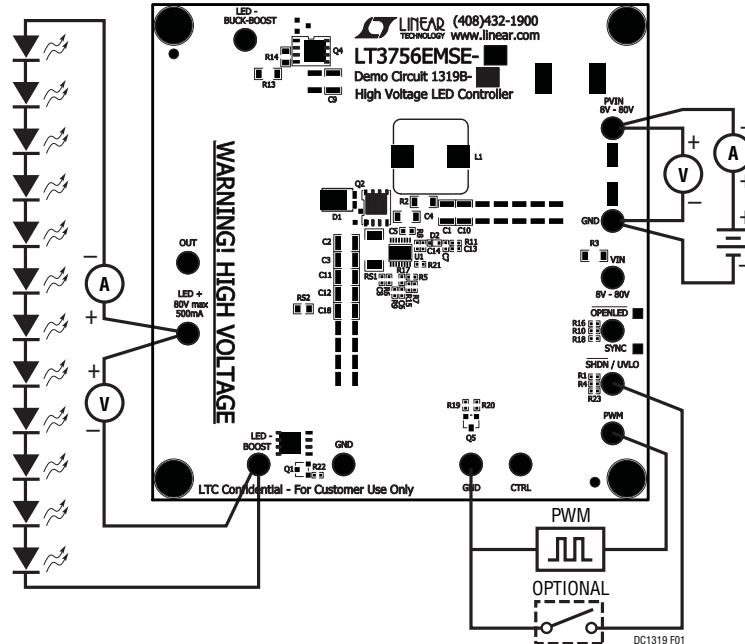 LED -
BUCK-BOOST
LINEAR
TECHNOLOGY
(408)432-1900
www.linear.com
LT3756EMSE-
Demo Circuit 1319B-
High Voltage LED Controller
R14
Q4
R13
C9
PVIN
8V - 80V
+
V
−
−
A
+
+
−
L1
Q2
D1
R2
C4
C1
C10
GND
WARNING! HIGH VOLTAGE
OUT
LED +
80V max
500mA
−
A
+
+
V
−
C2
C3
C11
C12
C18
RS2
RS1
C5
R8
U1
D2
C14
R11
C13
R21
R17
R5
R15
R7
R3
VIN
8V - 80V
OPENLED
R16
R10
R18
SYNC
SHDN / UVLO
R1
R4
R23
PWM
R19
R20
Q5
LED -
BOOST
Q1
R22
GND
GND
CTRL
LTC Confidential - For Customer Use Only
PWM
OPTIONAL
DC1319 F01